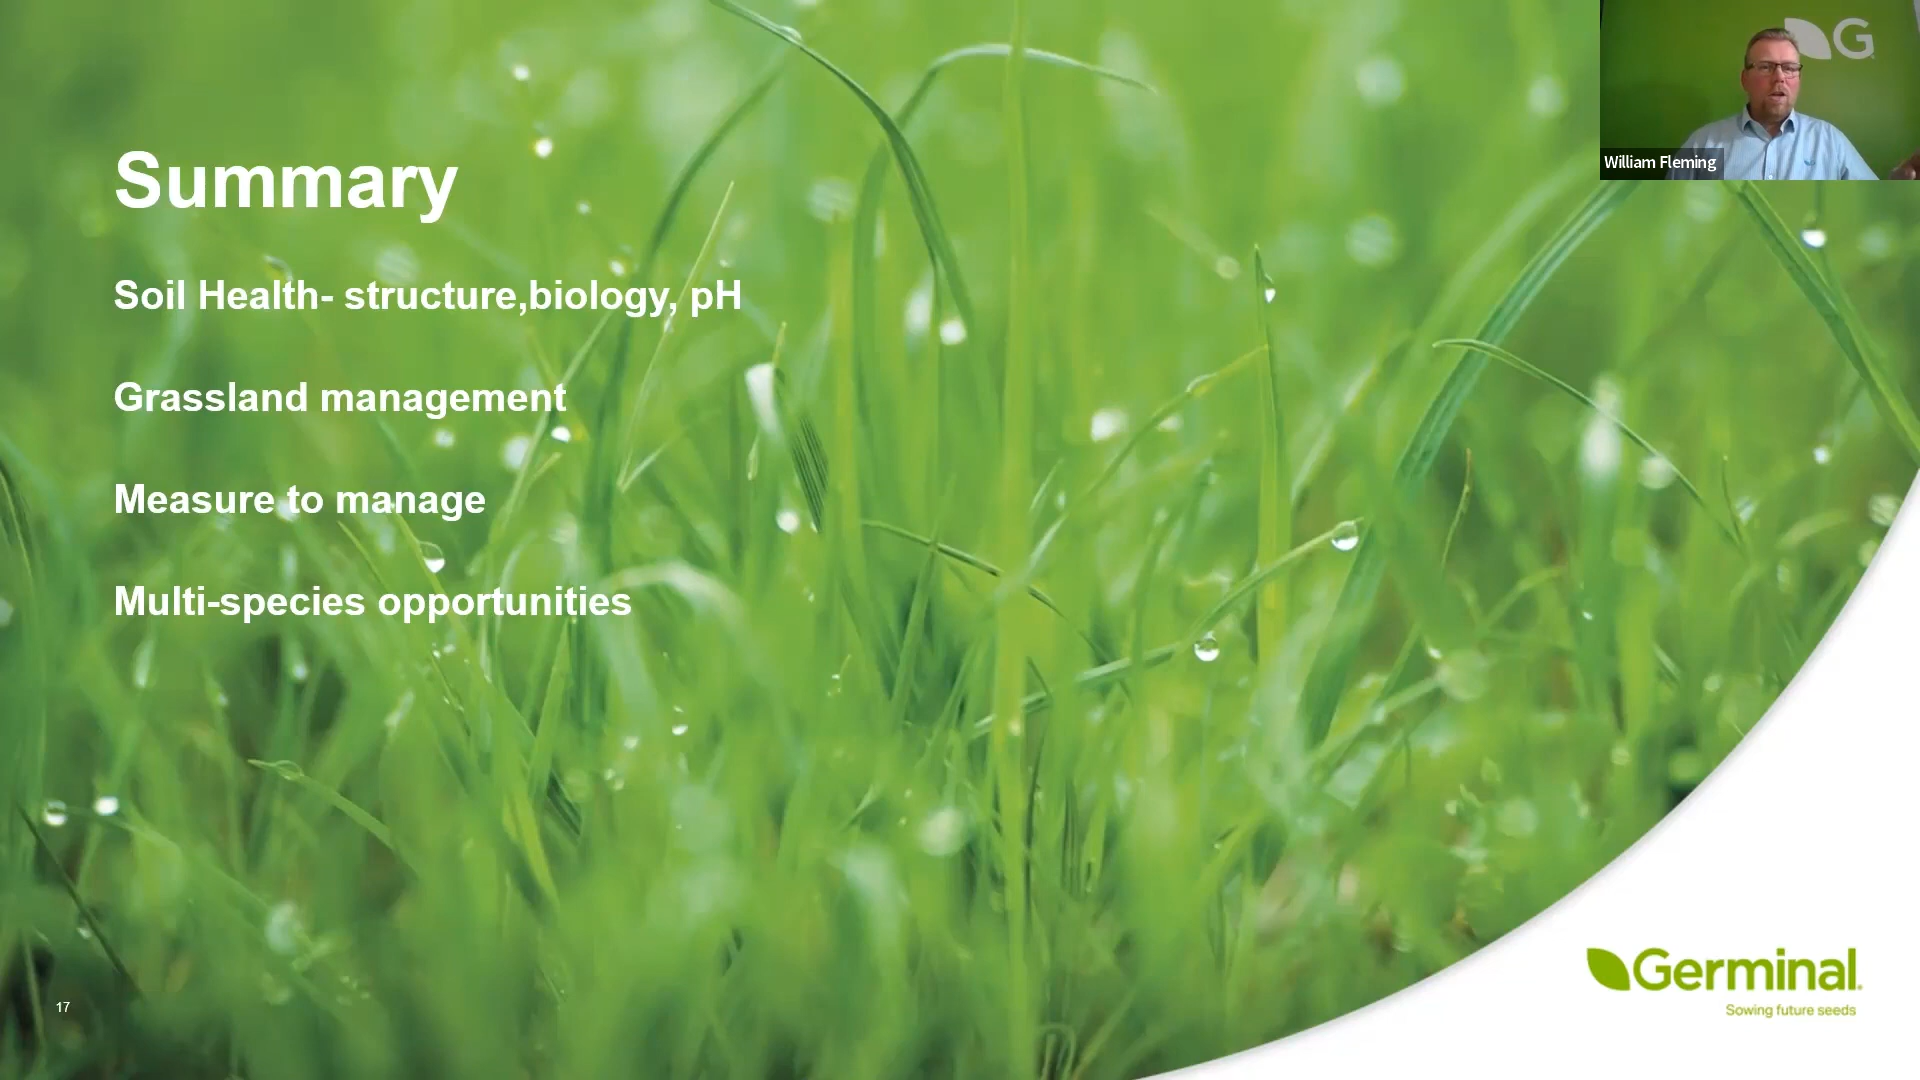 G
William Fleming
Summary
Soil Health- structure,biology, pH
Grassland management
Measure to manage
Multi-species opportunities
17
Germinal.
Sowing future seeds